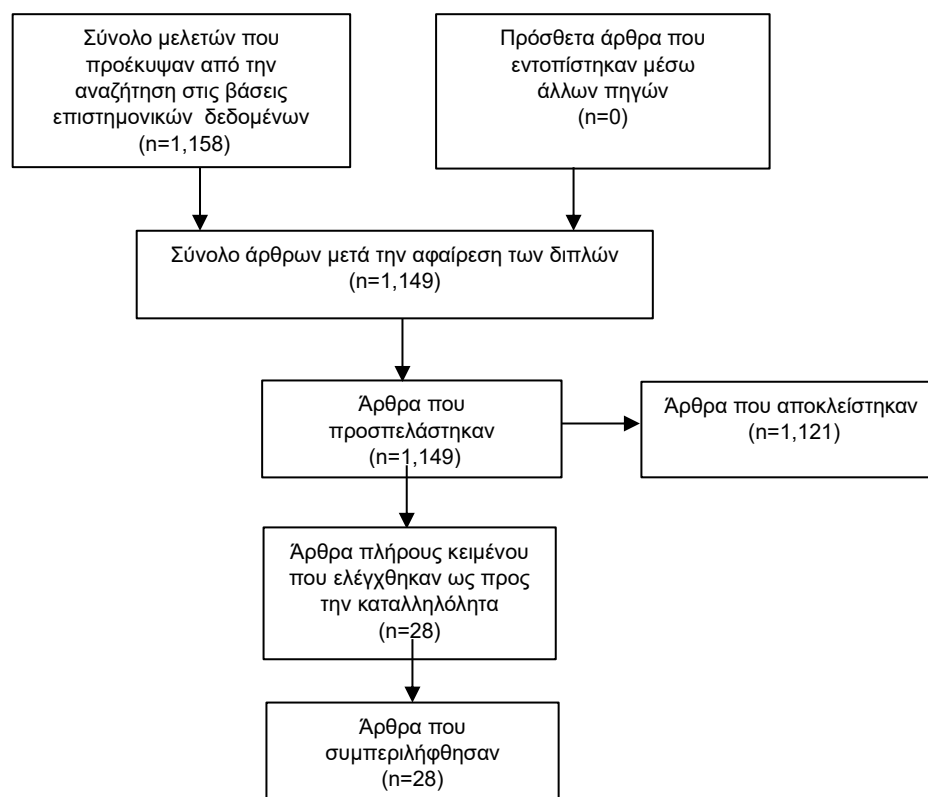 Σύνολο μελετών που
προέκυψαν από την
αναζήτηση στις βάσεις
επιστημονικών δεδομένων
(n=1,158)
Πρόσθετα άρθρα που
εντοπίστηκαν μέσω
άλλων πηγών
(n=0)
Σύνολο άρθρων μετά την αφαίρεση των διπλών
(n=1,149)
Άρθρα που
προσπελάστηκαν
(n=1,149)
Άρθρα που αποκλείστηκαν
(n=1,121)
Άρθρα πλήρους κειμένου
που ελέγχθηκαν ως προς
την καταλληλόλητα
(n=28)
Άρθρα που
συμπεριλήφθησαν
(n=28)